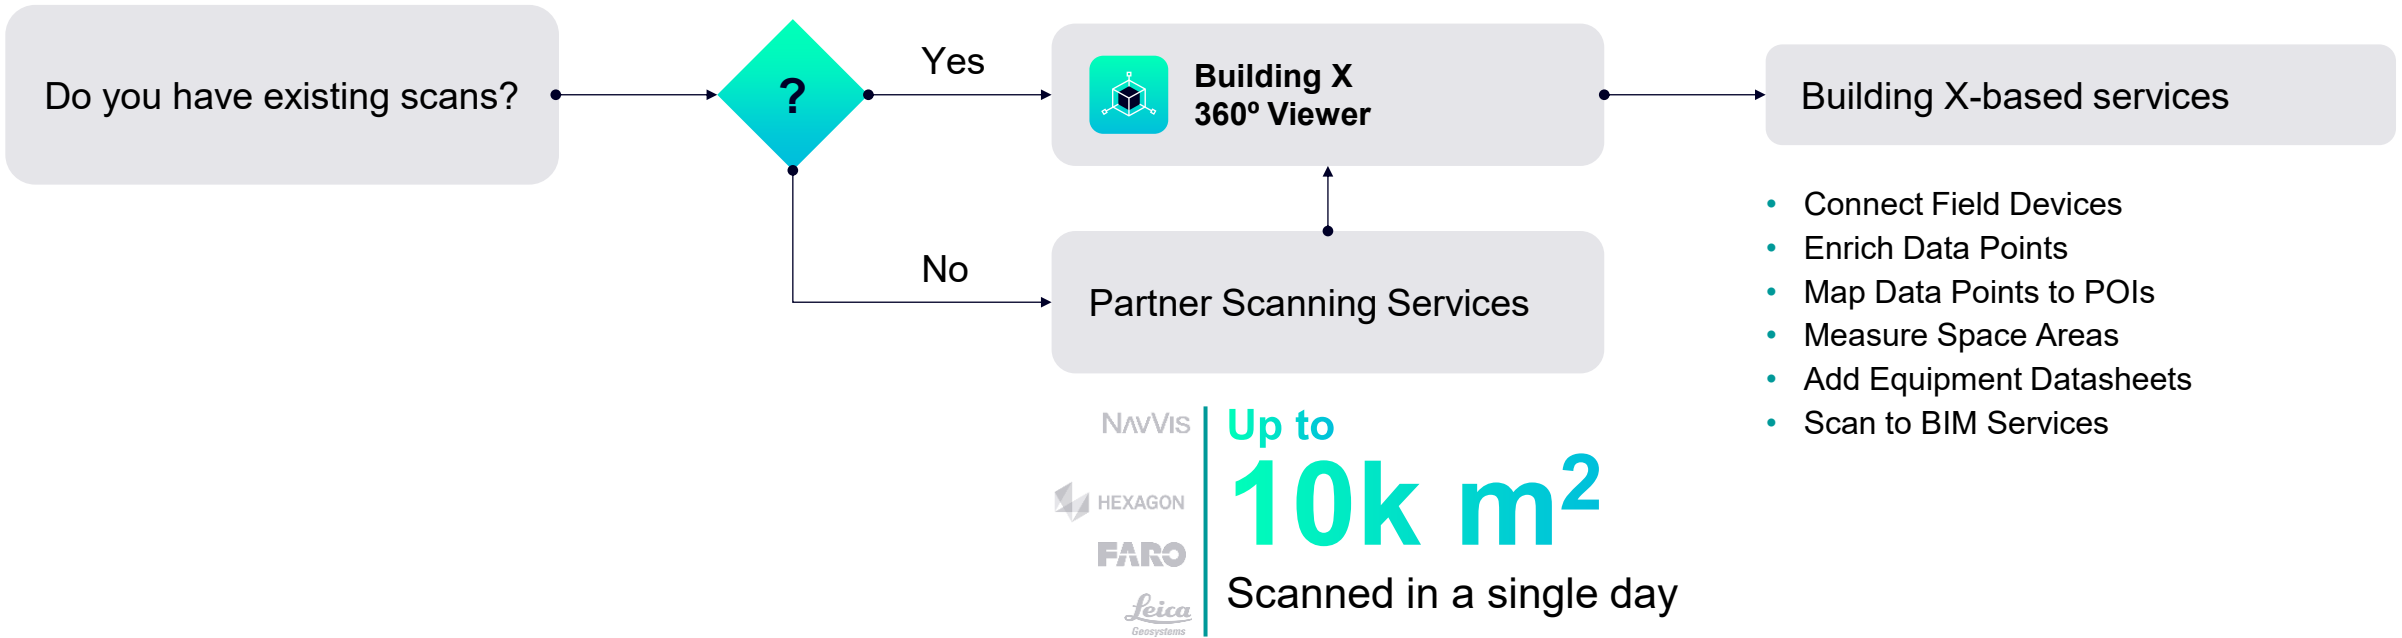 Do you have existing scans?
?
Yes
Building X
360º Viewer
Building X-based services
No
Partner Scanning Services
• Connect Field Devices
• Enrich Data Points
• Map Data Points to POIs
• Measure Space Areas
• Add Equipment Datasheets
• Scan to BIM Services
NAVVIS
HEXAGON
FARO
Leica
Geosystems
Up to
10k m²
Scanned in a single day